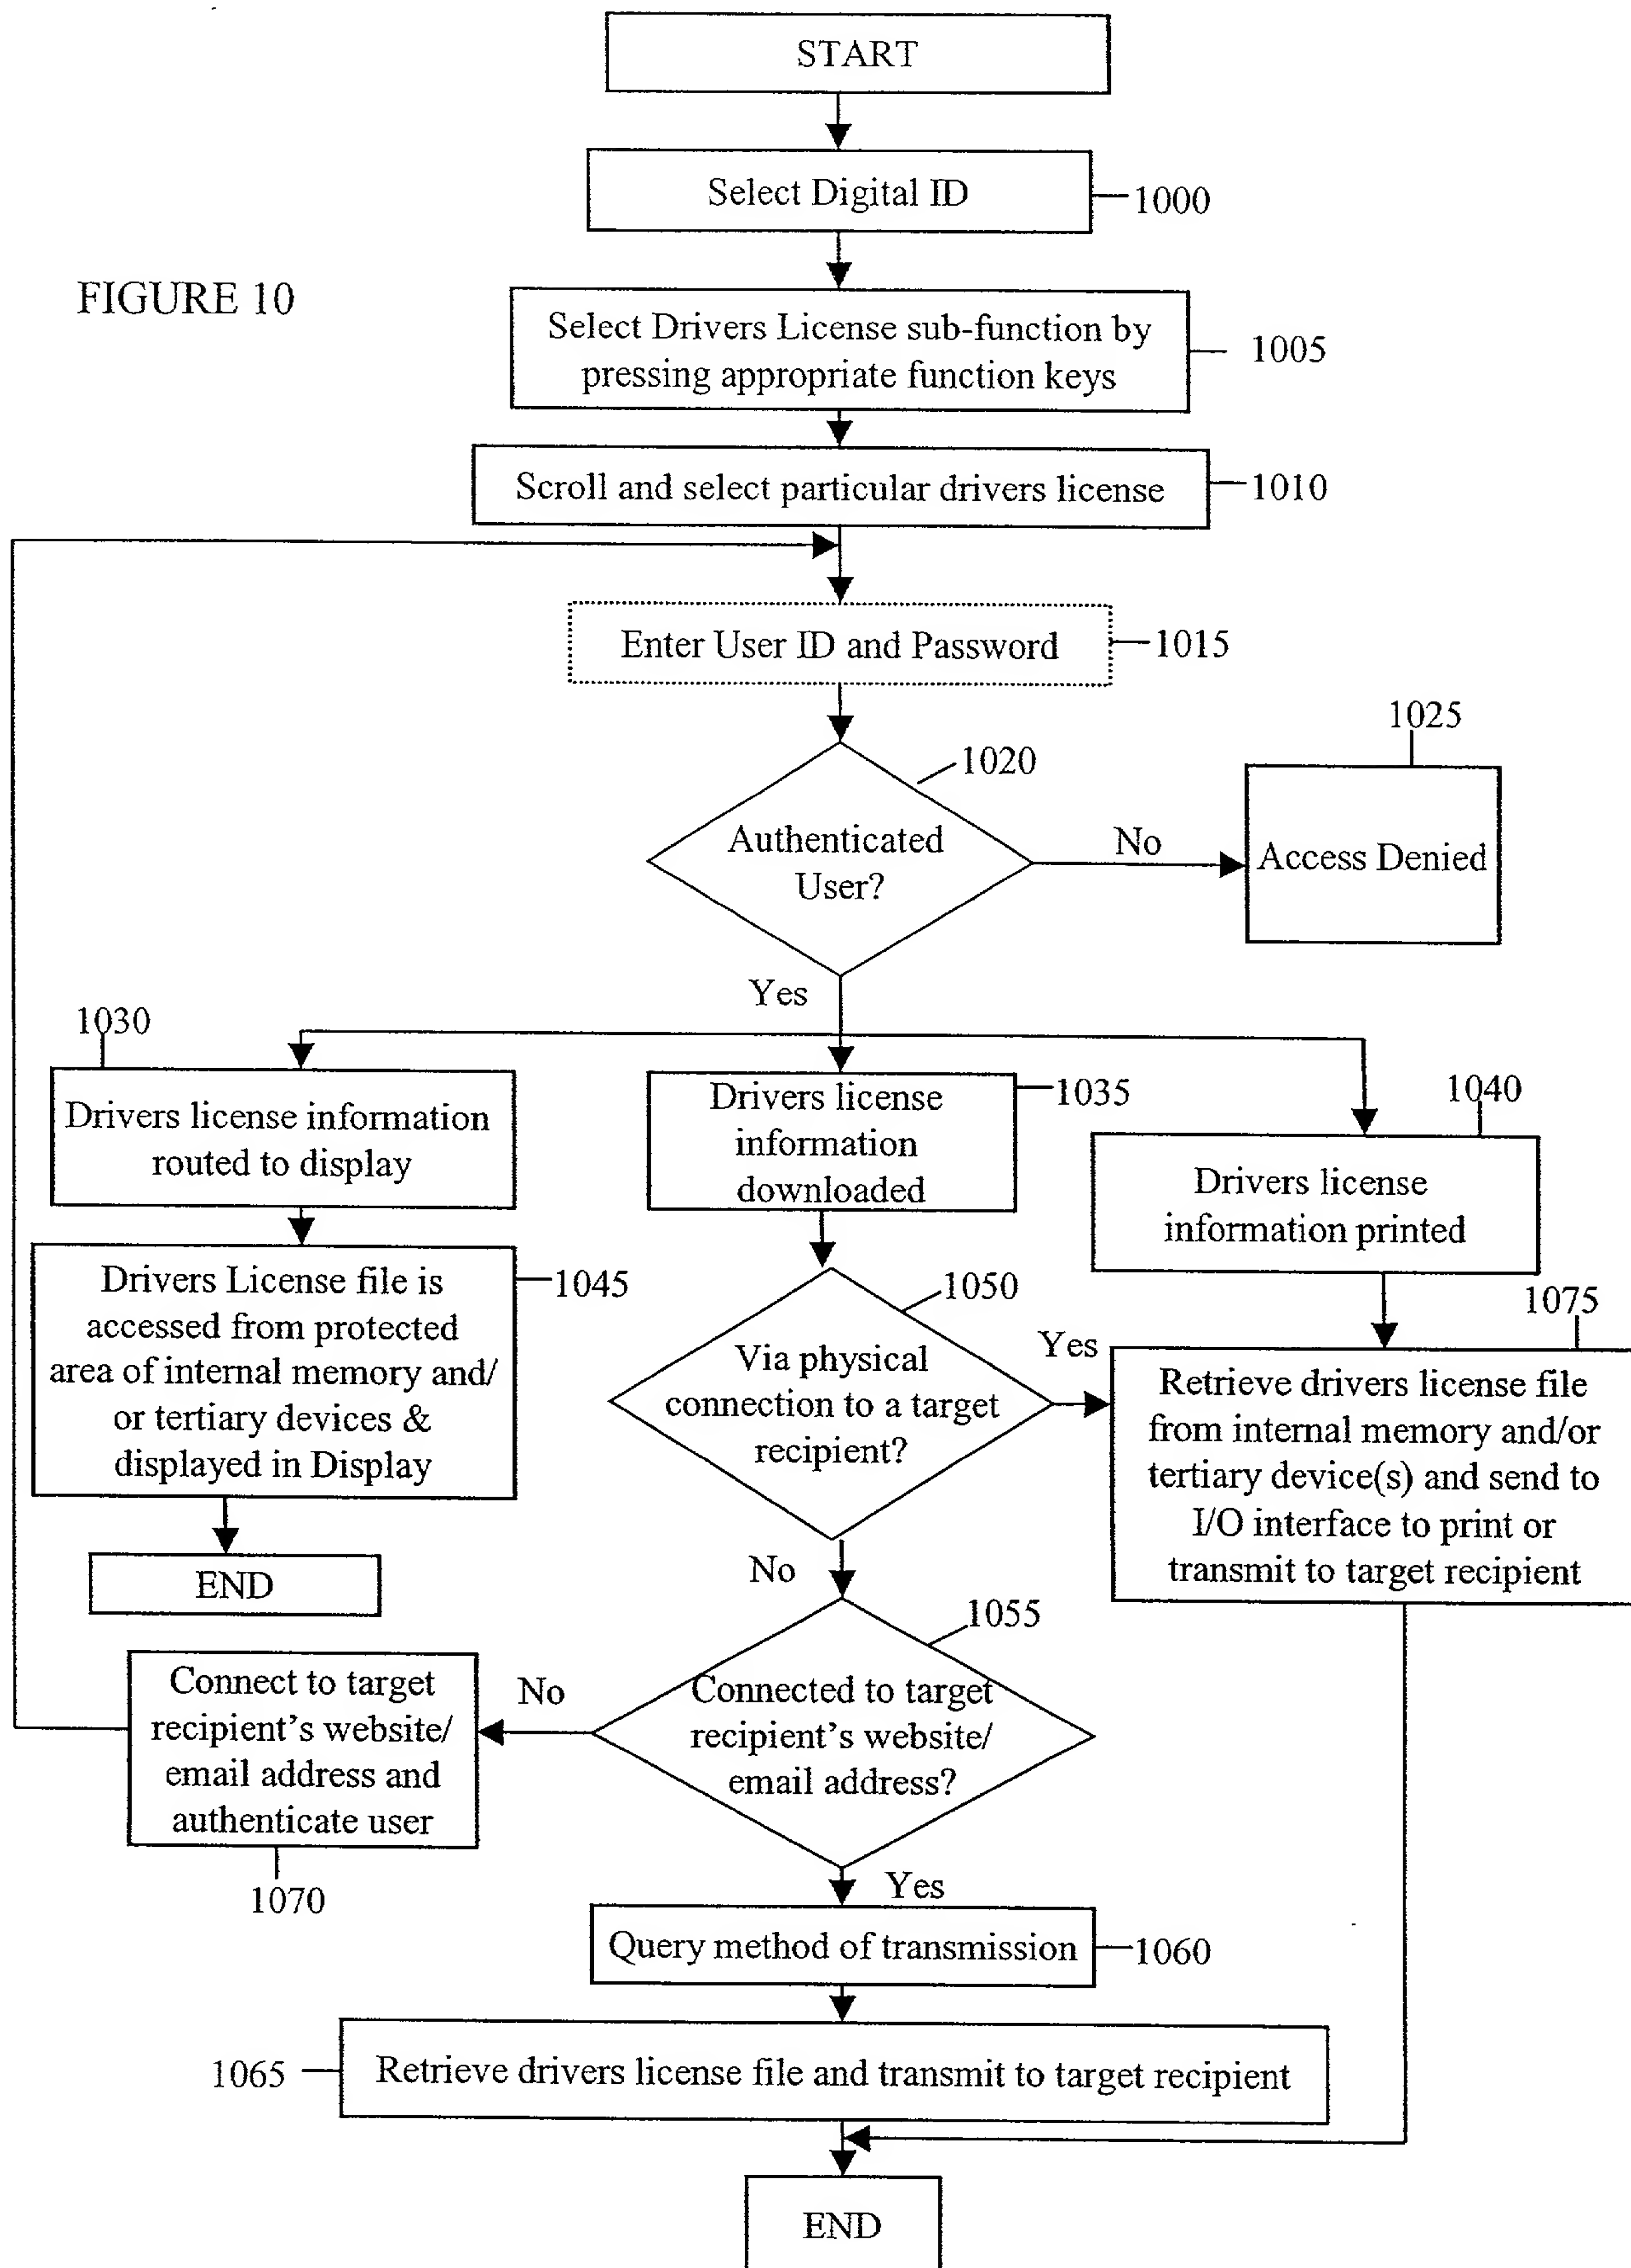 START
Select Digital ID
1000
FIGURE 10
Select Drivers License sub-function by
pressing appropriate function keys
1005
Scroll and select particular drivers license
1010
Enter User ID and Password
1015
1025
1020
Authenticated
User?
No
Access Denied
Yes
1030
Drivers license information
routed to display
1035
Drivers license
information
downloaded
1040
Drivers license
information printed
Drivers License file is
accessed from protected
area of internal memory and/
or tertiary devices &
displayed in Display
1045
1050
Via physical
connection to a target
recipient?
Yes
1075
Retrieve drivers license file
from internal memory and/or
tertiary device(s) and send to
I/O interface to print or
transmit to target recipient
END
No
1055
Connected to target
recipient's website/
email address?
No
Connect to target
recipient's website/
email address and
authenticate user
1070
Yes
Query method of transmission
1060
1065
Retrieve drivers license file and transmit to target recipient
END